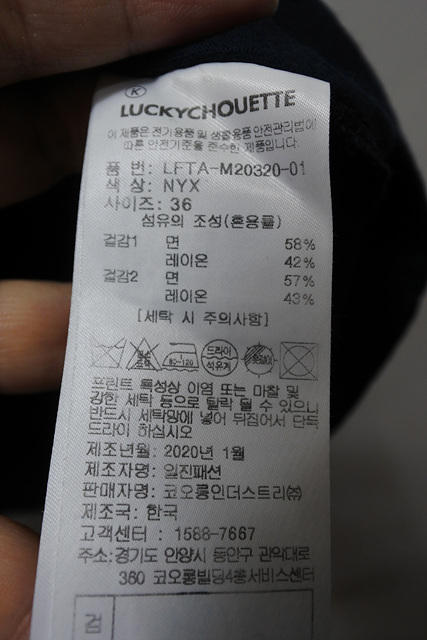 K
LUCKYCHOUETTE
이 제품은 전기용품 및 생활용품 안전관리법에
따른 안전기준을 준수한 제품입니다.
품 번: LFTA-M20320-01
색 상: NYX
사이즈: 36
섬유의 조성(혼용률)
겉감1 면 58%
레이온 42%
겉감2 면 57%
레이온 43%
[세탁 시 주의사항]
80~120 드라이
석유계
프린트 특성상 이염 또는 마찰 및
강한 세탁 등으로 탈락 될 수 있으니
반드시 세탁망에 넣어 뒤집어서 단독
드라이 하십시오
제조년월: 2020년 1월
제조자명: 일진패션
판매자명: 코오롱인더스트리㈜
제조국: 한국
고객센터 : 1588-7667
주소:경기도 안양시 동안구 관악대로
360 코오롱빌딩4층서비스센터
검